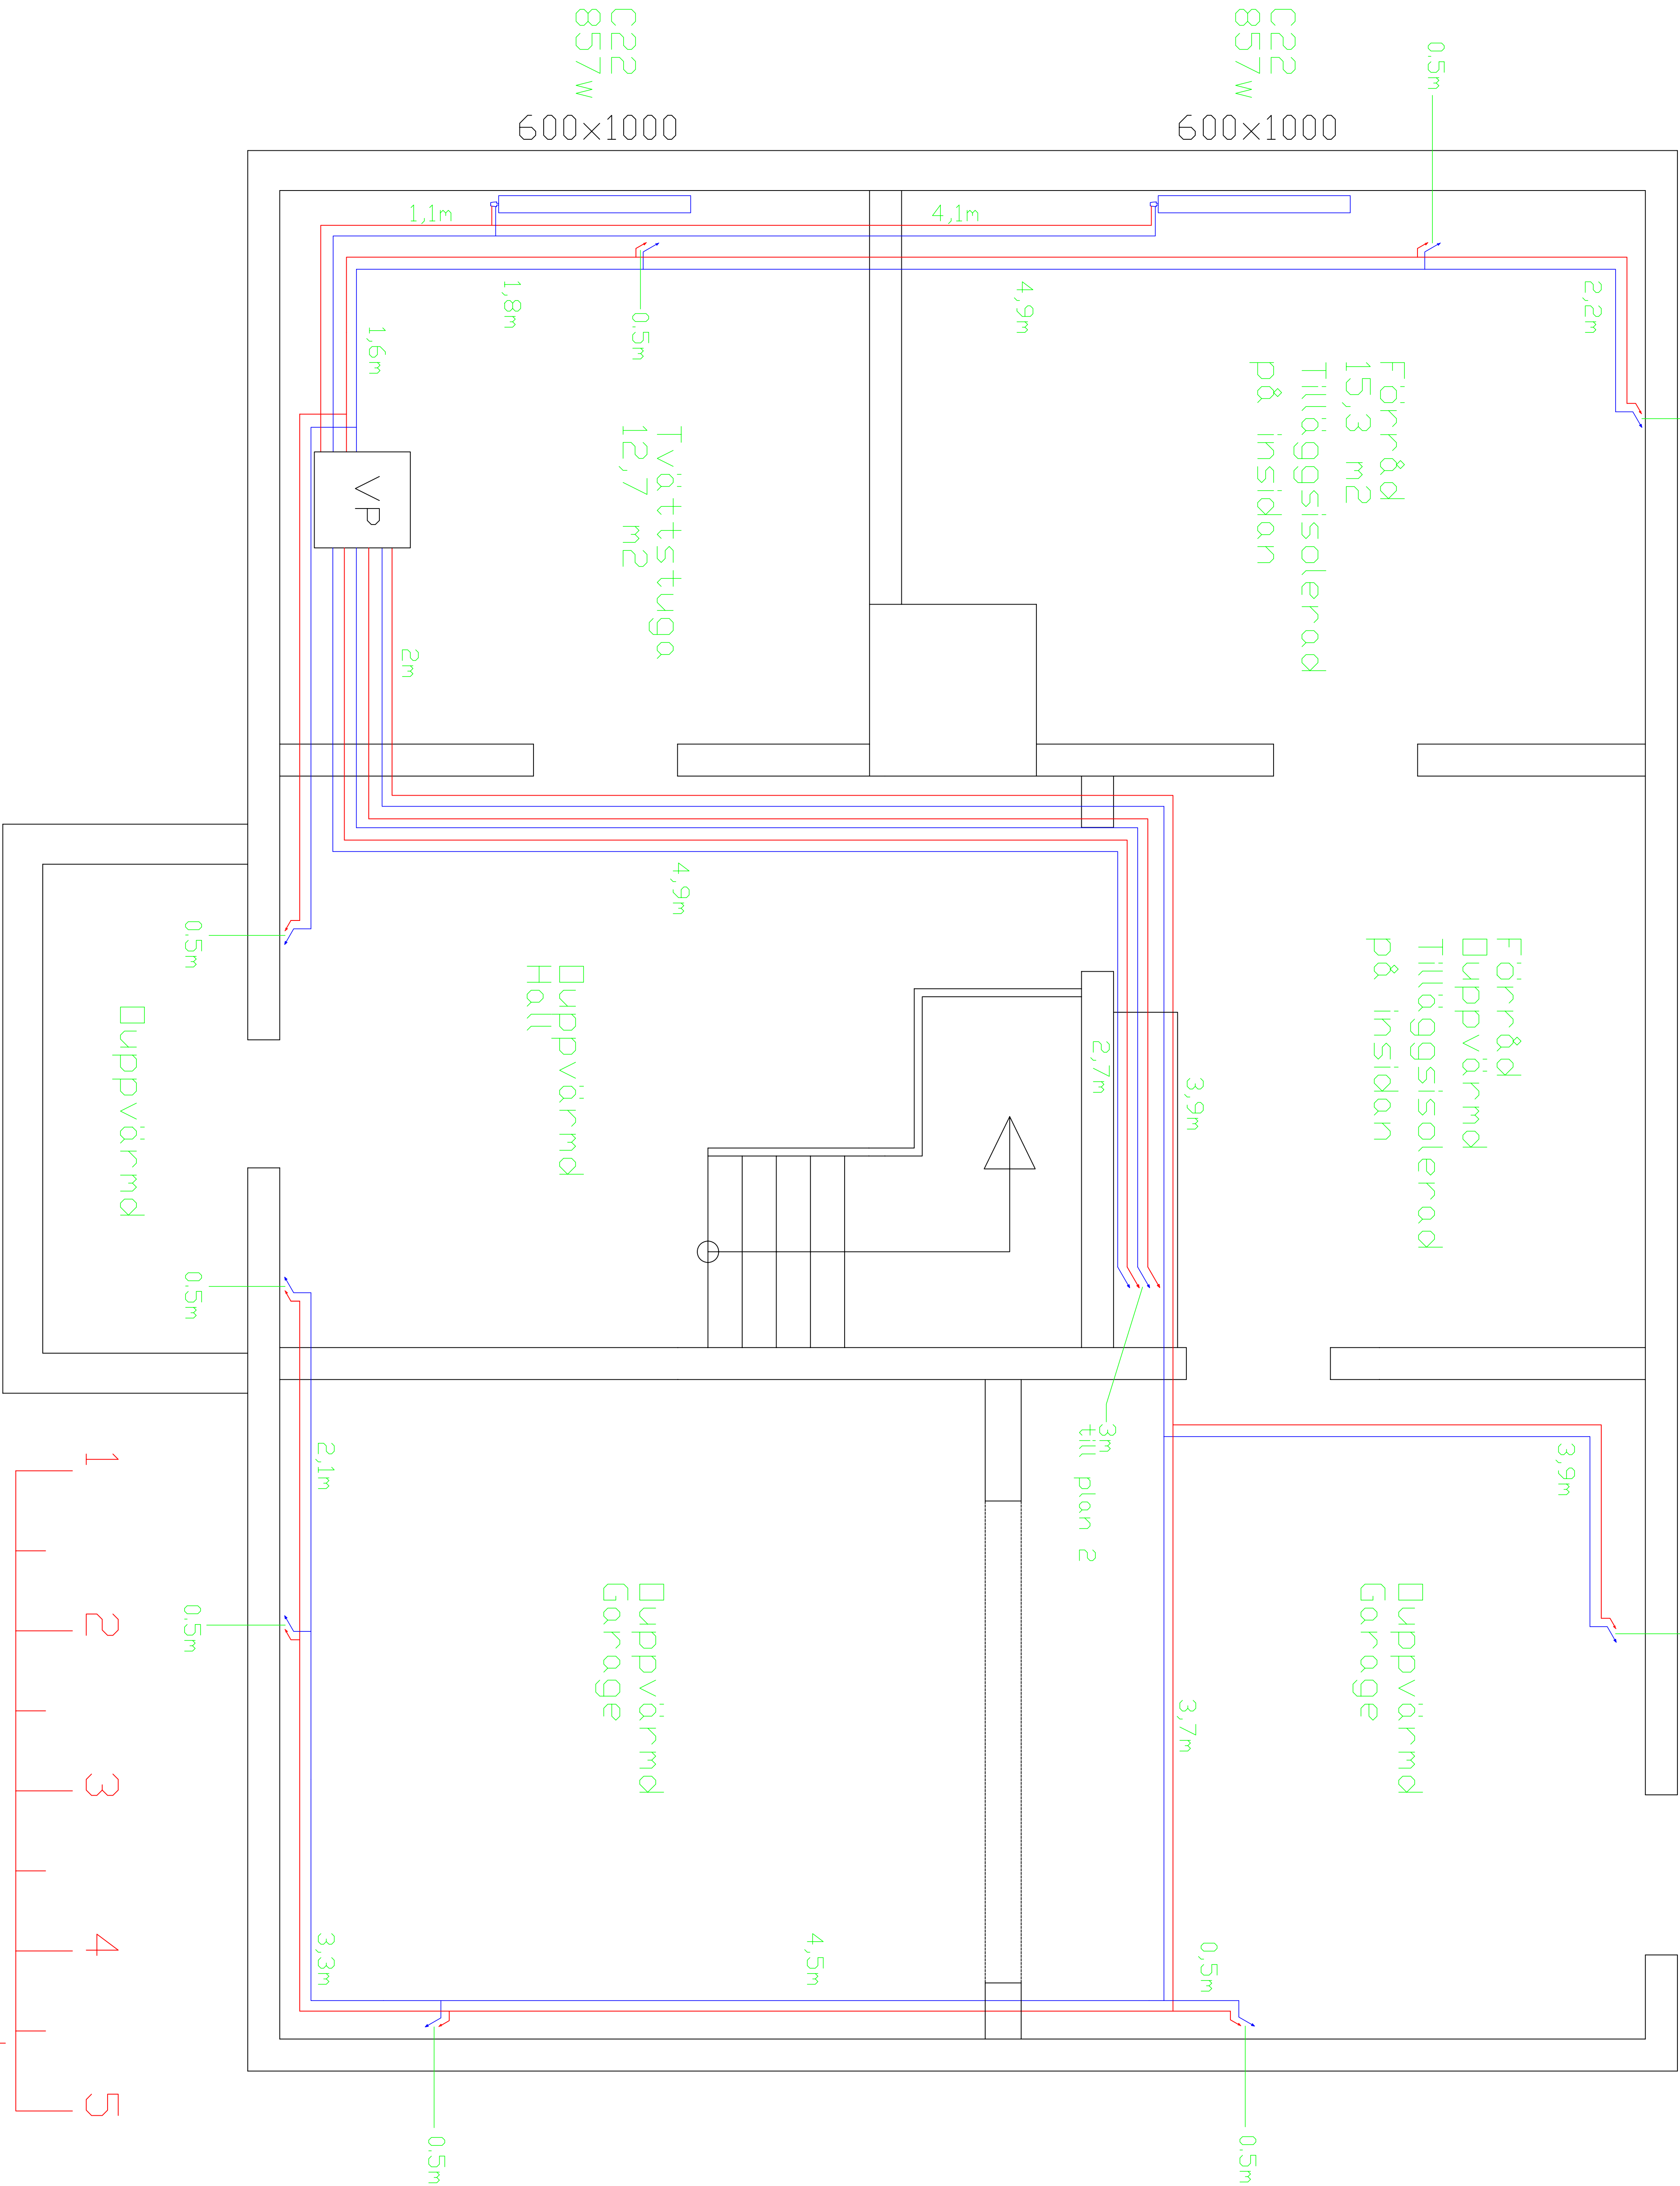 C22
857w
600x1000
C22
857w
600x1000
0.5m
1,1m
4,1m
1,8m
0.5m
4,9m
2,2m
1,6m
Förråd
15,3 m2
Tilläggsisolerad
på insidan
Tvättstuga
12,7 m2
VP
2m
4,9m
0.5m
Ouppvärmd
Ouppvärmd
Hall
Förråd
Ouppvärmd
Tilläggsisolerad
på insidan
2,7m
3,9m
0.5m
2,1m
3m
till plan 2
3,9m
0.5m
Ouppvärmd
Garage
Ouppvärmd
Garage
3,7m
3,3m
4,5m
0,5m
0.5m
0.5m
1
2
3
4
5